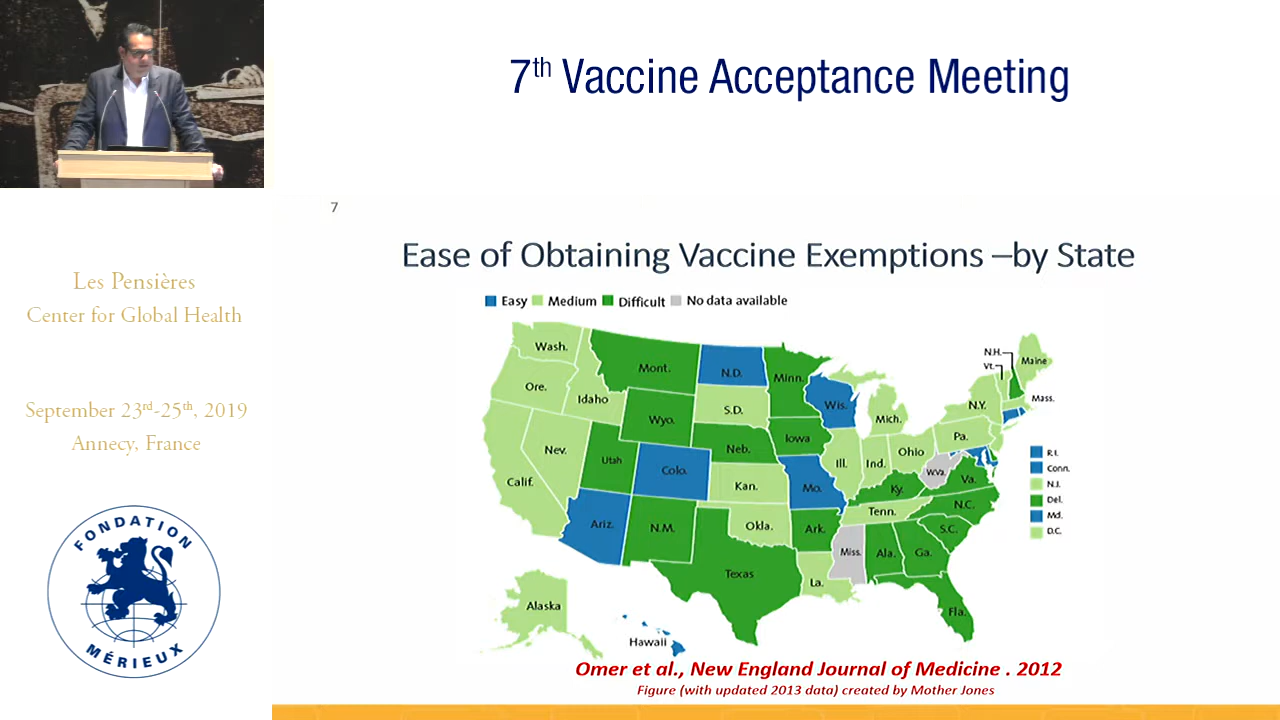 7th Vaccine Acceptance Meeting
Les Pensières
Center for Global Health
September 23rd-25th, 2019
Annecy, France
FONDATION
MÉRIEUX
7
Ease of Obtaining Vaccine Exemptions –by State
Easy Medium Difficult No data available
Wash.
Ore.
Idaho
Mont.
Wyo.
Nev.
Calif.
Utah
Colo.
Ariz.
N.M.
N.D.
S.D.
Neb.
Kan.
Okla.
Texas
Minn.
Iowa
Mo.
Ark.
La.
Wis.
Ill.
Mich.
Ind.
Ohio
Ky.
Tenn.
Miss.
Ala.
Ga.
Fla.
S.C.
N.C.
Va.
W.Va.
Pa.
N.Y.
N.H.
Vt.
Maine
Mass.
R.I.
Conn.
N.J.
Del.
Md.
D.C.
Alaska
Hawaii
Omer et al., New England Journal of Medicine . 2012
Figure (with updated 2013 data) created by Mother Jones